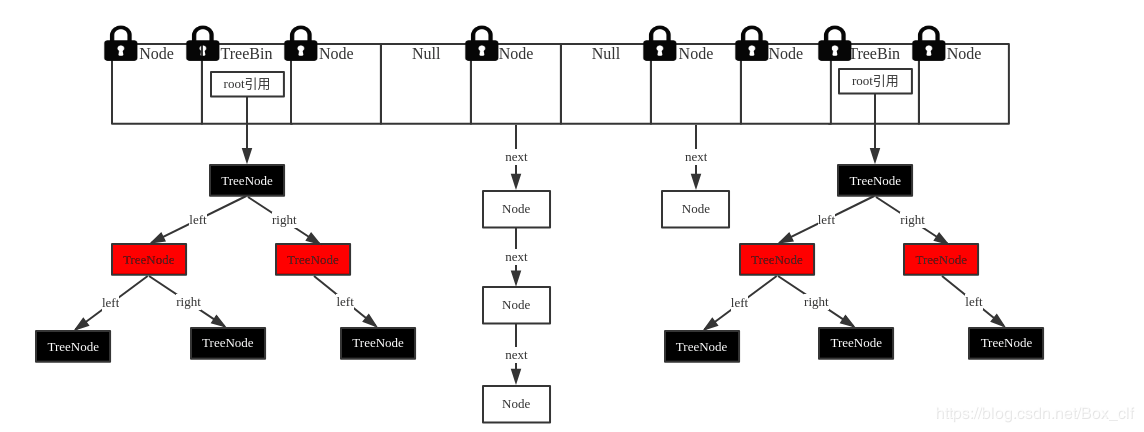 Node TreeBin Node Null Node Null Node Node TreeBin Node
root引用 root引用
next next
TreeNode TreeNode
Node Node
left right left right
next
TreeNode TreeNode TreeNode TreeNode
left right left left right left
Node
TreeNode TreeNode TreeNode TreeNode TreeNode TreeNode
next
Node
https://blog.csdn.net/Box_clf